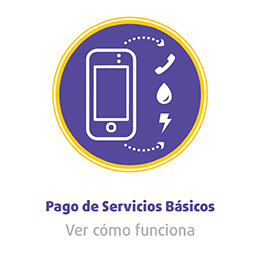 Pago de Servicios Básicos
Ver cómo funciona